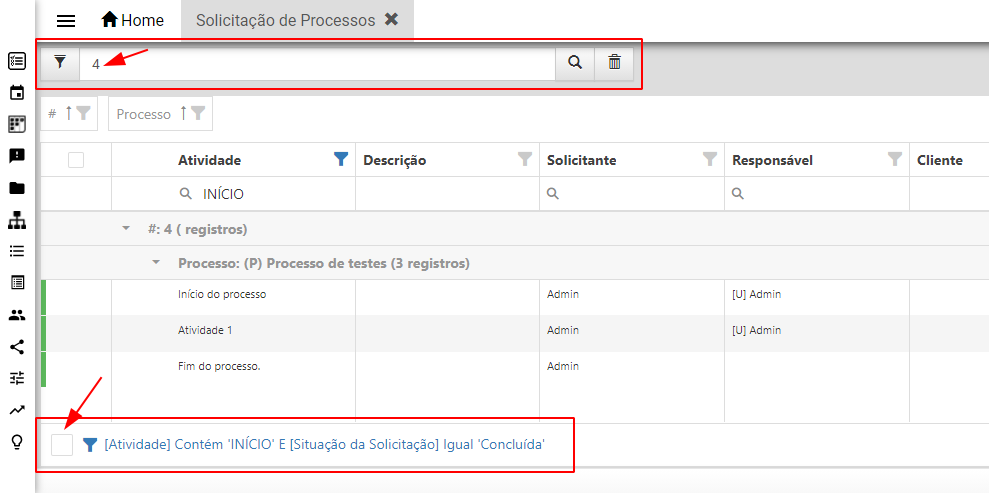 Home Solicitação de Processos
4
# Processo
Atividade Descrição Solicitante Responsável Cliente
INÍCIO
#: 4 ( registros)
Processo: (P) Processo de testes (3 registros)
Início do processo Admin [U] Admin
Atividade 1 Admin [U] Admin
Fim do processo. Admin
[Atividade] Contém 'INÍCIO' E [Situação da Solicitação] Igual 'Concluída'